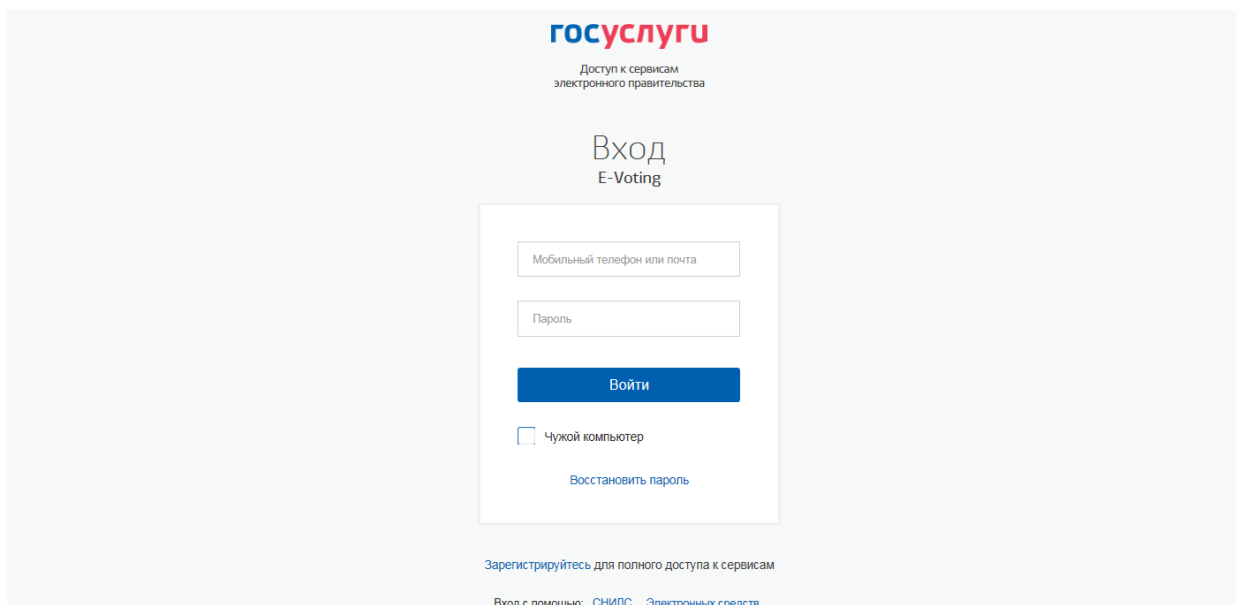 госуслуги
Доступ к сервисам
электронного правительства
Вход
E-Voting
Мобильный телефон или почта
Пароль
Войти
Чужой компьютер
Восстановить пароль
Зарегистрируйтесь для полного доступа к сервисам
Вход с помощью: СНИЛС Электронных средств